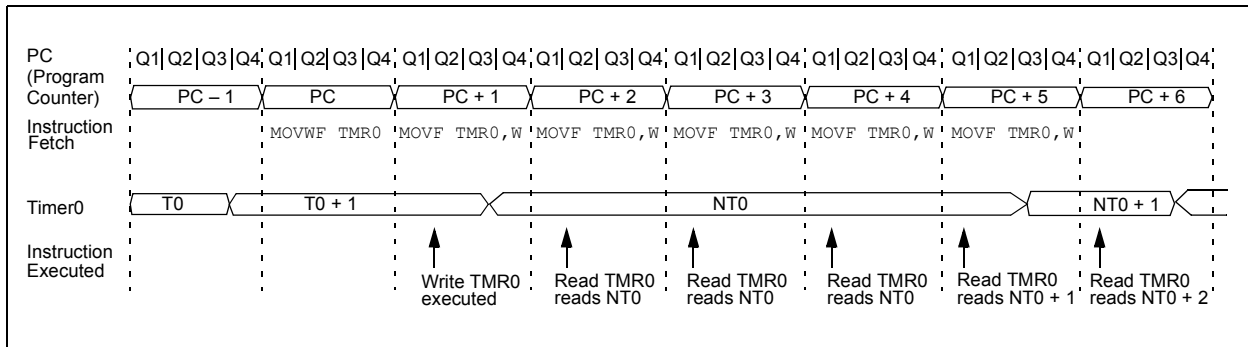 PC
(Program
Counter)
Q1|Q2|Q3|Q4|Q1|Q2|Q3|Q4|Q1|Q2|Q3|Q4|Q1|Q2|Q3|Q4|Q1|Q2|Q3|Q4|Q1|Q2|Q3|Q4|Q1|Q2|Q3|Q4|Q1|Q2|Q3|Q4
PC – 1 PC PC + 1 PC + 2 PC + 3 PC + 4 PC + 5 PC + 6
Instruction
Fetch
MOVWF TMR0 MOVF TMR0,W MOVF TMR0,W MOVF TMR0,W MOVF TMR0,W MOVF TMR0,W
Timer0
T0 T0 + 1 NT0 NT0 + 1
Instruction
Executed
Write TMR0
executed
Read TMR0
reads NT0
Read TMR0
reads NT0
Read TMR0
reads NT0
Read TMR0
reads NT0 + 1
Read TMR0
reads NT0 + 2